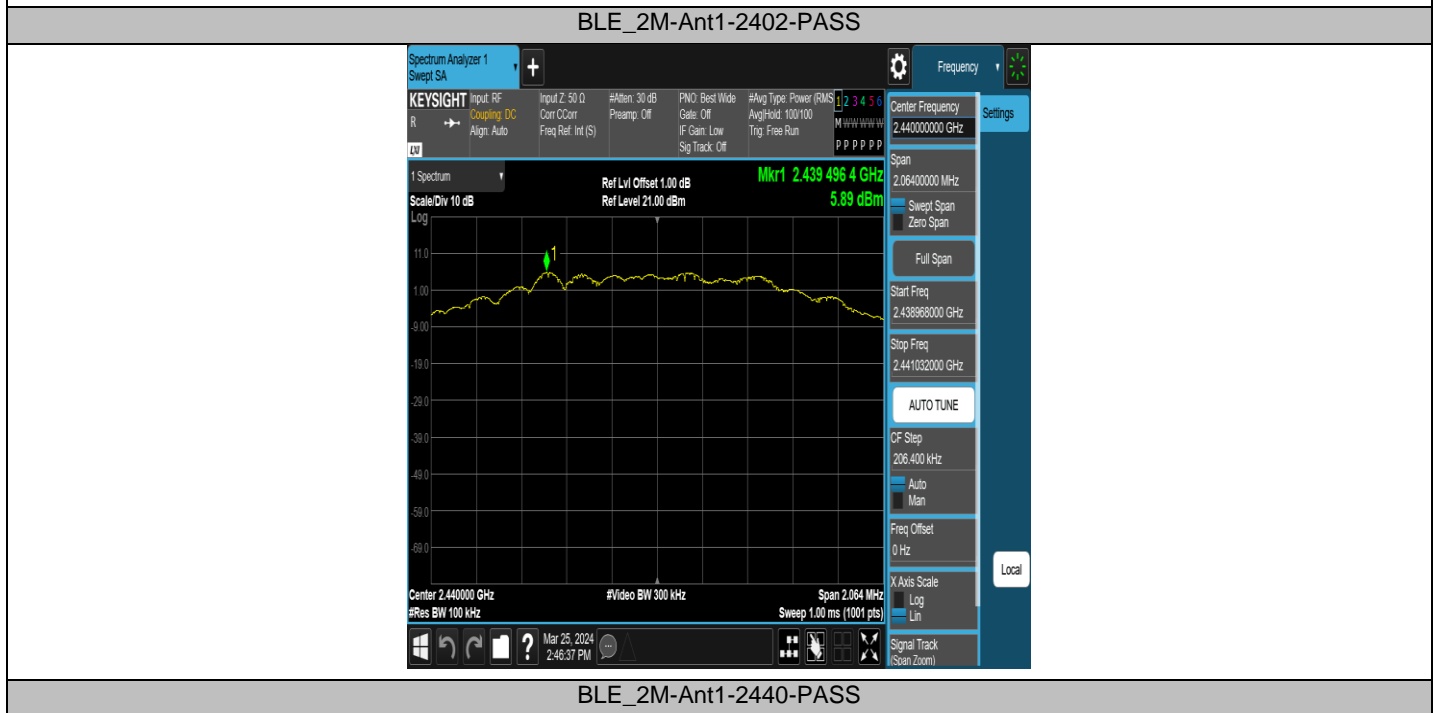 BLE_2M-Ant1-2402-PASS
Spectrum Analyzer 1
Swept SA
Frequency
KEYSIGHT
R
LXI
Input: RF
Coupling: DC
Align: Auto
Input Z: 50 Ω
Corr CCorr
Freq Ref: Int (S)
#Atten: 30 dB
Preamp: Off
PNO: Best Wide
Gate: Off
IF Gain: Low
Sig Track: Off
#Avg Type: Power (RMS
Avg|Hold: 100/100
Trig: Free Run
1 2 3 4 5 6
M W W W W W
P P P P P P
1 Spectrum
Scale/Div 10 dB
Log
Ref Lvl Offset 1.00 dB
Ref Level 21.00 dBm
Mkr1 2.439 496 4 GHz
5.89 dBm
1
11.0
1.00
-9.00
-19.0
-29.0
-39.0
-49.0
-59.0
-69.0
Center 2.440000 GHz
#Res BW 100 kHz
#Video BW 300 kHz
Span 2.064 MHz
Sweep 1.00 ms (1001 pts)
Mar 25, 2024
2:46:37 PM
Settings
Center Frequency
2.440000000 GHz
Span
2.06400000 MHz
Swept Span
Zero Span
Full Span
Start Freq
2.438968000 GHz
Stop Freq
2.441032000 GHz
AUTO TUNE
CF Step
206.400 kHz
Auto
Man
Freq Offset
0 Hz
X Axis Scale
Log
Lin
Signal Track
(Span Zoom)
Local
BLE_2M-Ant1-2440-PASS